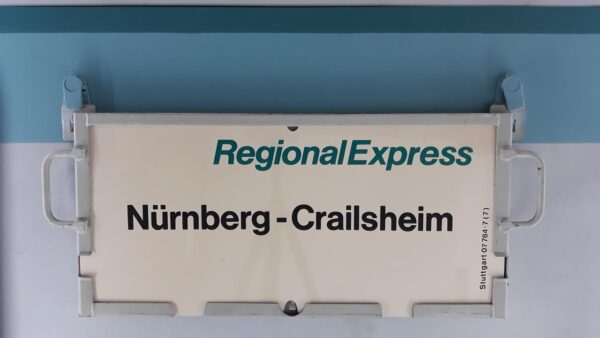 RegionalExpress
Nürnberg - Crailsheim
Stuttgart 07 784-7 (7)